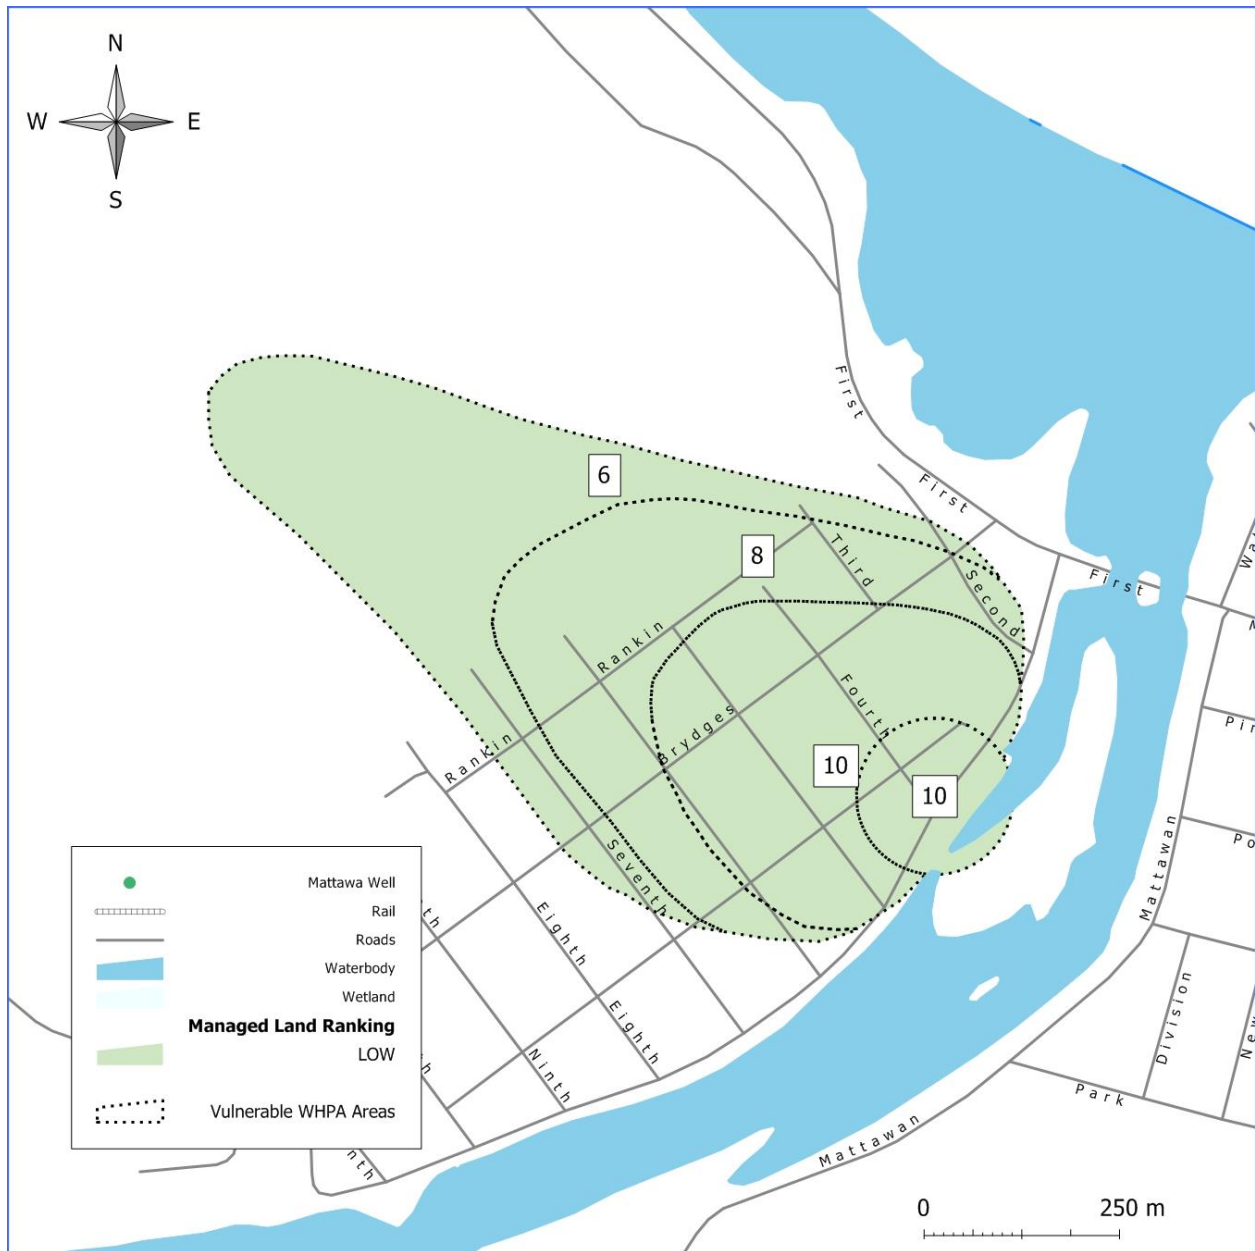 N
W E
S
First
First
6
8
Third
Second
First
Rankin
Fourth
Brydges
Rankin
10
10
Seventh
Eighth
Eighth
Ninth
Mattawan
Division
Park
Mattawan
Mattawa Well
Rail
Roads
Waterbody
Wetland
Managed Land Ranking
LOW
Vulnerable WHPA Areas
0 250 m